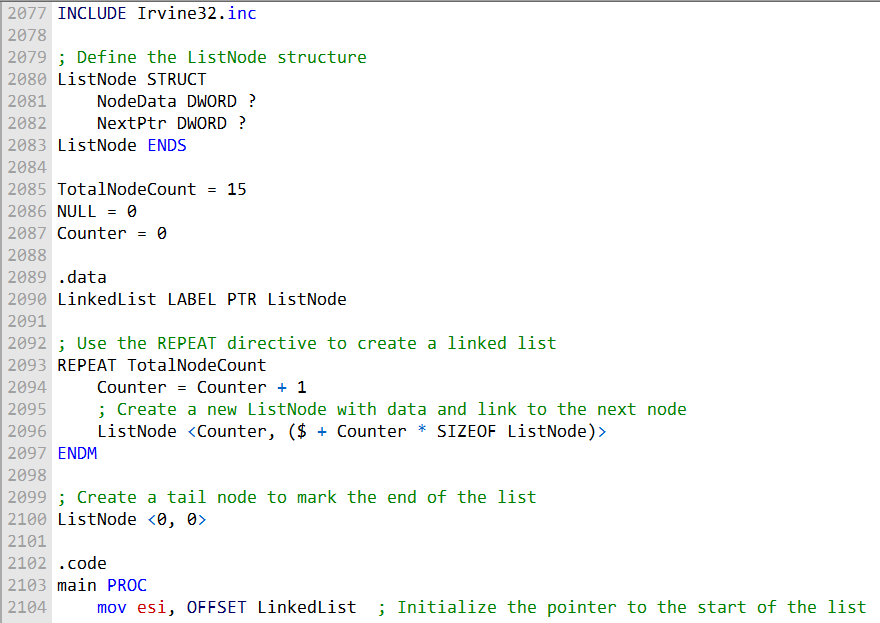 2077 INCLUDE Irvine32.inc
2078
2079 ; Define the ListNode structure
2080 ListNode STRUCT
2081     NodeData DWORD ?
2082     NextPtr DWORD ?
2083 ListNode ENDS
2084
2085 TotalNodeCount = 15
2086 NULL = 0
2087 Counter = 0
2088
2089 .data
2090 LinkedList LABEL PTR ListNode
2091
2092 ; Use the REPEAT directive to create a linked list
2093 REPEAT TotalNodeCount
2094     Counter = Counter + 1
2095     ; Create a new ListNode with data and link to the next node
2096     ListNode <Counter, ($ + Counter * SIZEOF ListNode)>
2097 ENDM
2098
2099 ; Create a tail node to mark the end of the list
2100 ListNode <0, 0>
2101
2102 .code
2103 main PROC
2104     mov esi, OFFSET LinkedList  ; Initialize the pointer to the start of the list